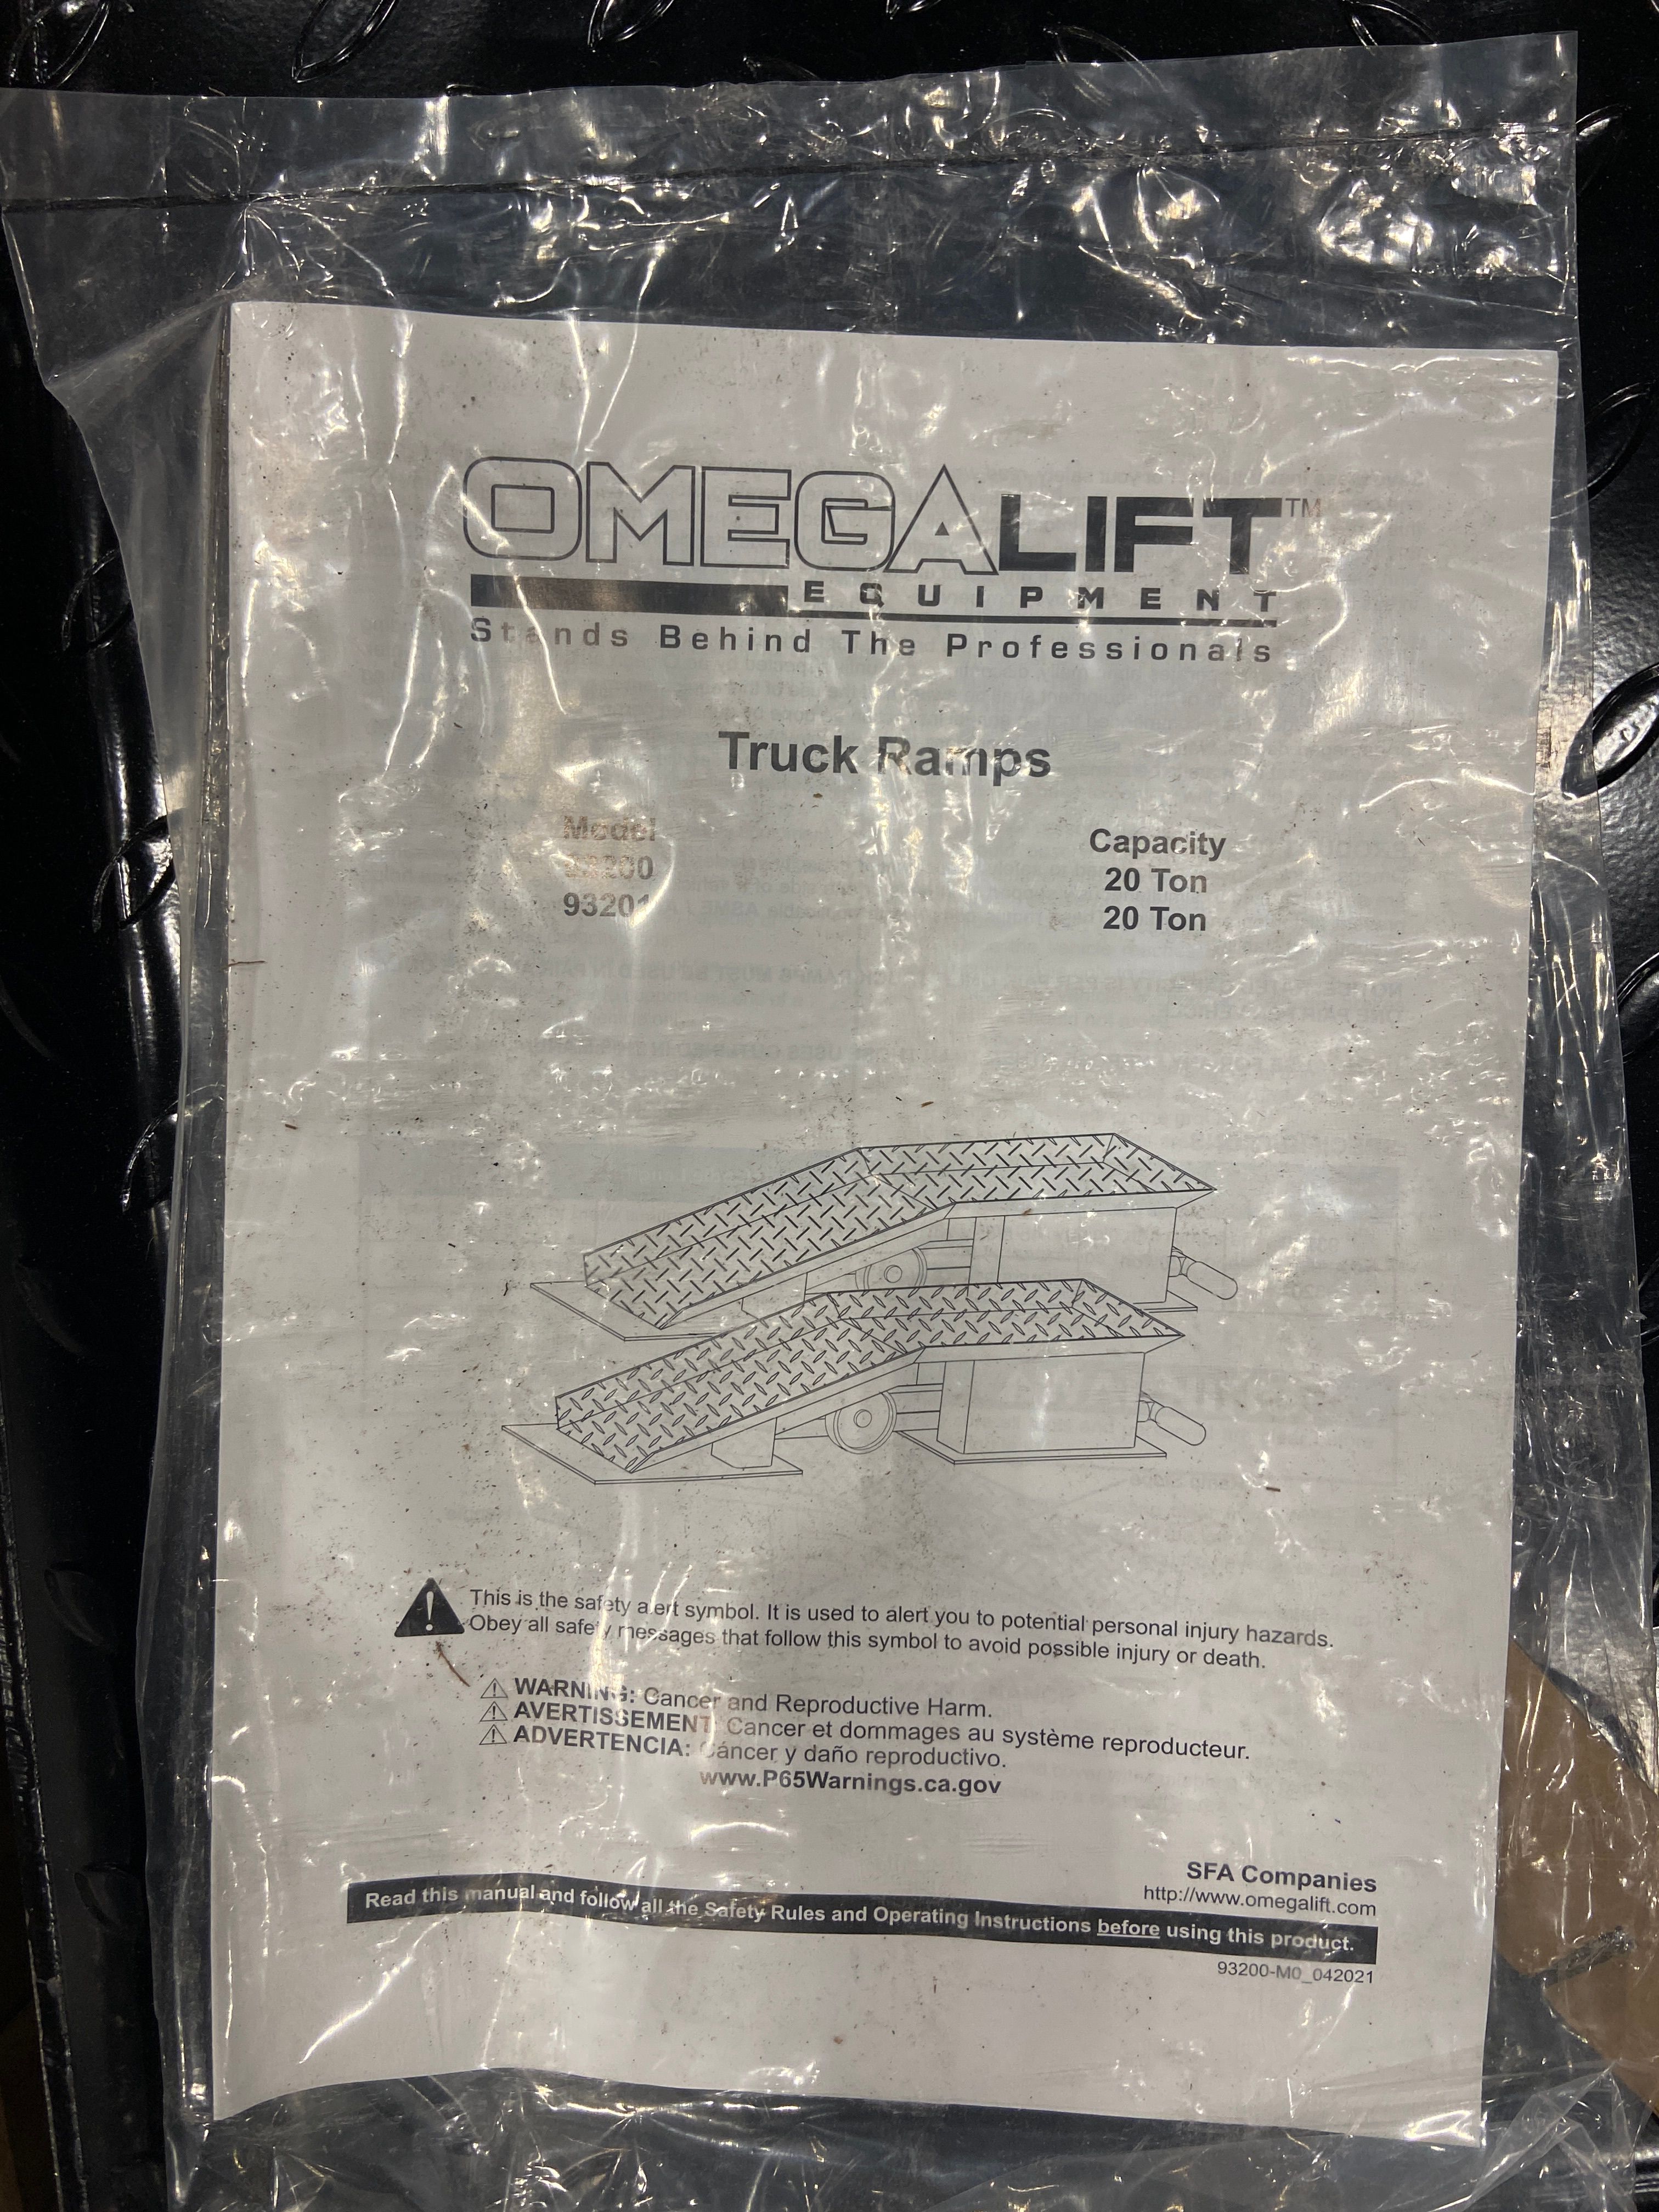 OMEGALIFT™
EQUIPMENT
Stands Behind The Professionals
Truck Ramps
Model
Capacity
93200
20 Ton
93201
20 Ton
This is the safety alert symbol. It is used to alert you to potential personal injury hazards.
Obey all safety messages that follow this symbol to avoid possible injury or death.
⚠ WARNING: Cancer and Reproductive Harm.
⚠ AVERTISSEMENT: Cancer et dommages au système reproducteur.
⚠ ADVERTENCIA: Cáncer y daño reproductivo.
www.P65Warnings.ca.gov
SFA Companies
http://www.omegalift.com
Read this manual and follow all the Safety Rules and Operating Instructions before using this product.
93200-M0_042021